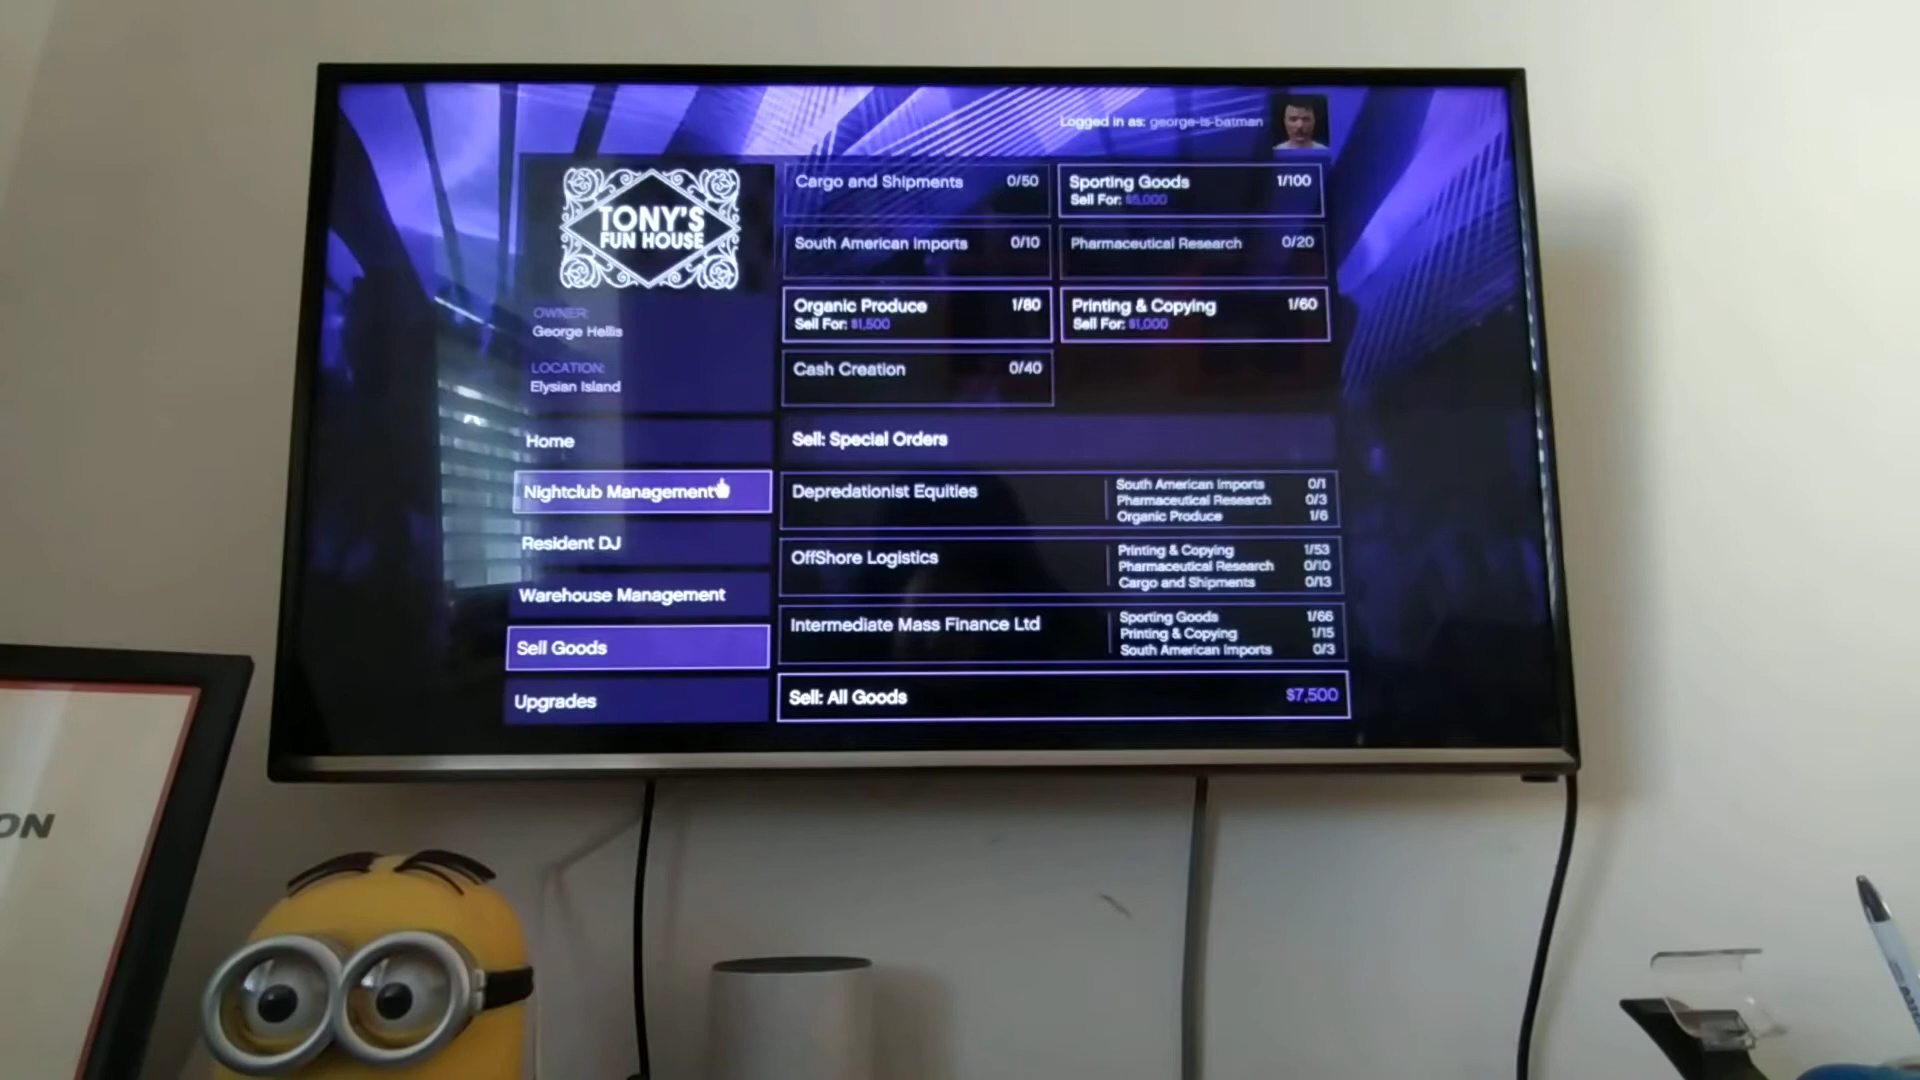 Logged in as: george-is-batman
TONY'S
FUN HOUSE
OWNER:
George Hellis
LOCATION:
Elysian Island
Home
Nightclub Management
Resident DJ
Warehouse Management
Sell Goods
Upgrades
Cargo and Shipments 0/50
Sporting Goods 1/100
Sell For: $5,000
South American Imports 0/10
Pharmaceutical Research 0/20
Organic Produce 1/80
Sell For: $1,500
Printing & Copying 1/60
Sell For: $1,000
Cash Creation 0/40
Sell: Special Orders
Depredationist Equities
South American Imports 0/1
Pharmaceutical Research 0/3
Organic Produce 1/6
OffShore Logistics
Printing & Copying 1/53
Pharmaceutical Research 0/10
Cargo and Shipments 0/13
Intermediate Mass Finance Ltd
Sporting Goods 1/66
Printing & Copying 1/15
South American Imports 0/3
Sell: All Goods $7,500
ON